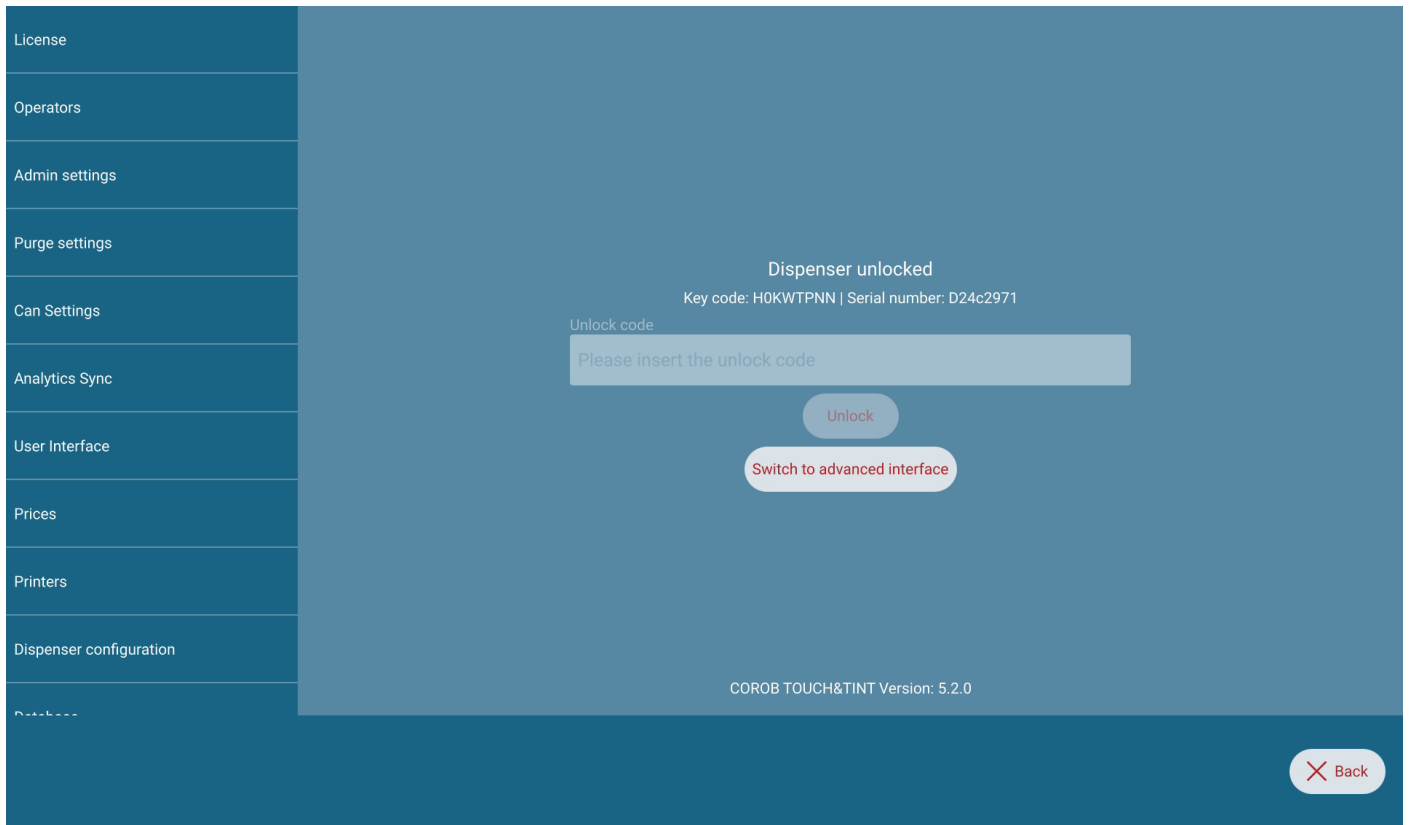 License
Operators
Admin settings
Purge settings
Can Settings
Analytics Sync
User Interface
Prices
Printers
Dispenser configuration
Database
Dispenser unlocked
Key code: H0KWTPNN | Serial number: D24c2971
Unlock code
Please insert the unlock code
Unlock
Switch to advanced interface
COROB TOUCH&TINT Version: 5.2.0
Back